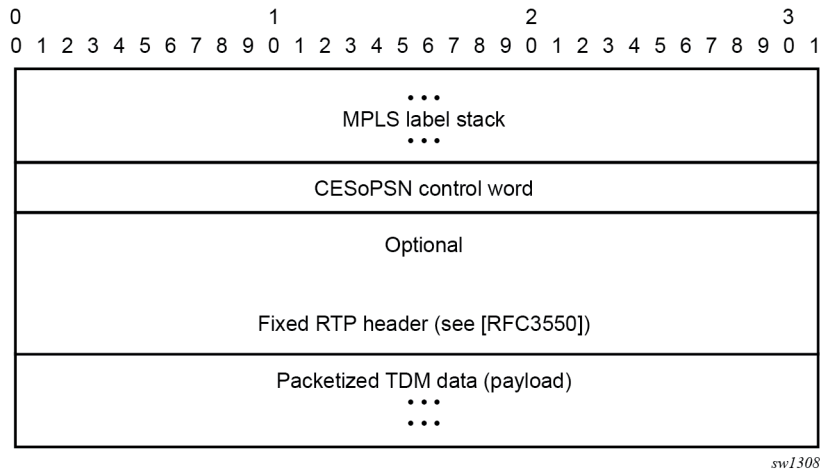 0 1 2 3
0 1 2 3 4 5 6 7 8 9 0 1 2 3 4 5 6 7 8 9 0 1 2 3 4 5 6 7 8 9 0 1
...
MPLS label stack
...
CESoPSN control word
Optional
Fixed RTP header (see [RFC3550])
Packetized TDM data (payload)
...
...
sw1308